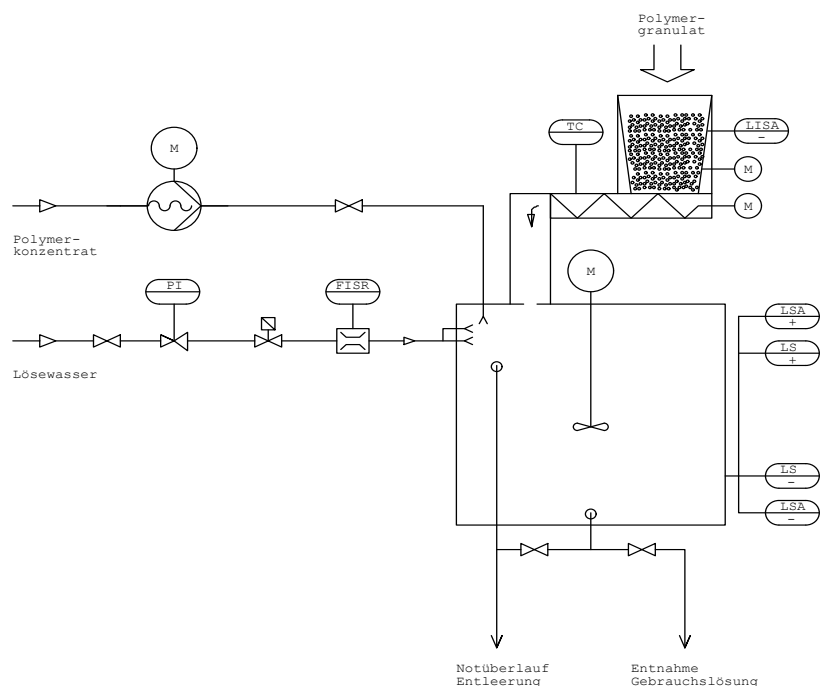 Polymer-
granulat
TC
LISA
-
M
M
M
M
Polymer-
konzentrat
PI
FISR
Lösewasser
LSA
+
LS
+
LS
-
LSA
-
Notüberlauf
Entleerung
Entnahme
Gebrauchslösung